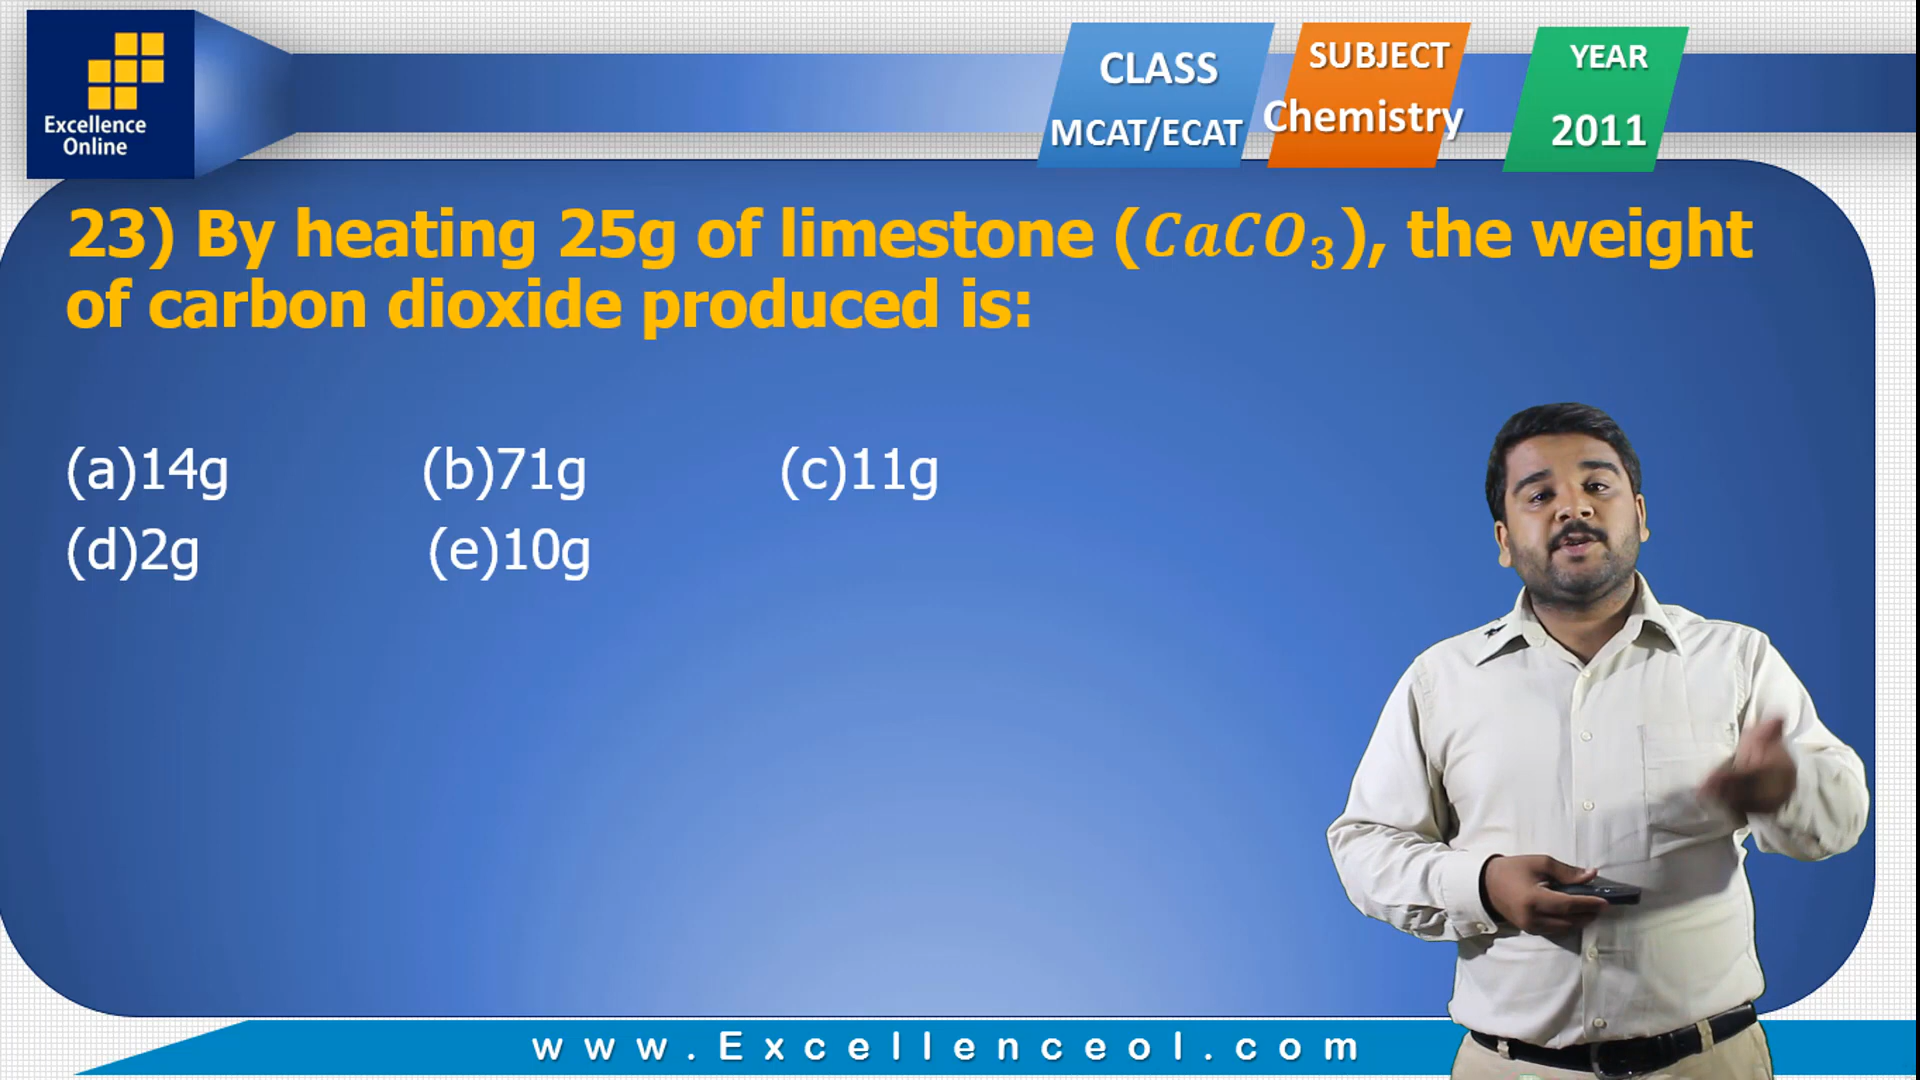 Excellence
Online
CLASS
MCAT/ECAT
SUBJECT
Chemistry
YEAR
2011
23) By heating 25g of limestone (CaCO₃), the weight
of carbon dioxide produced is:
(a)14g (b)71g (c)11g
(d)2g (e)10g
www.Excellenceol.com